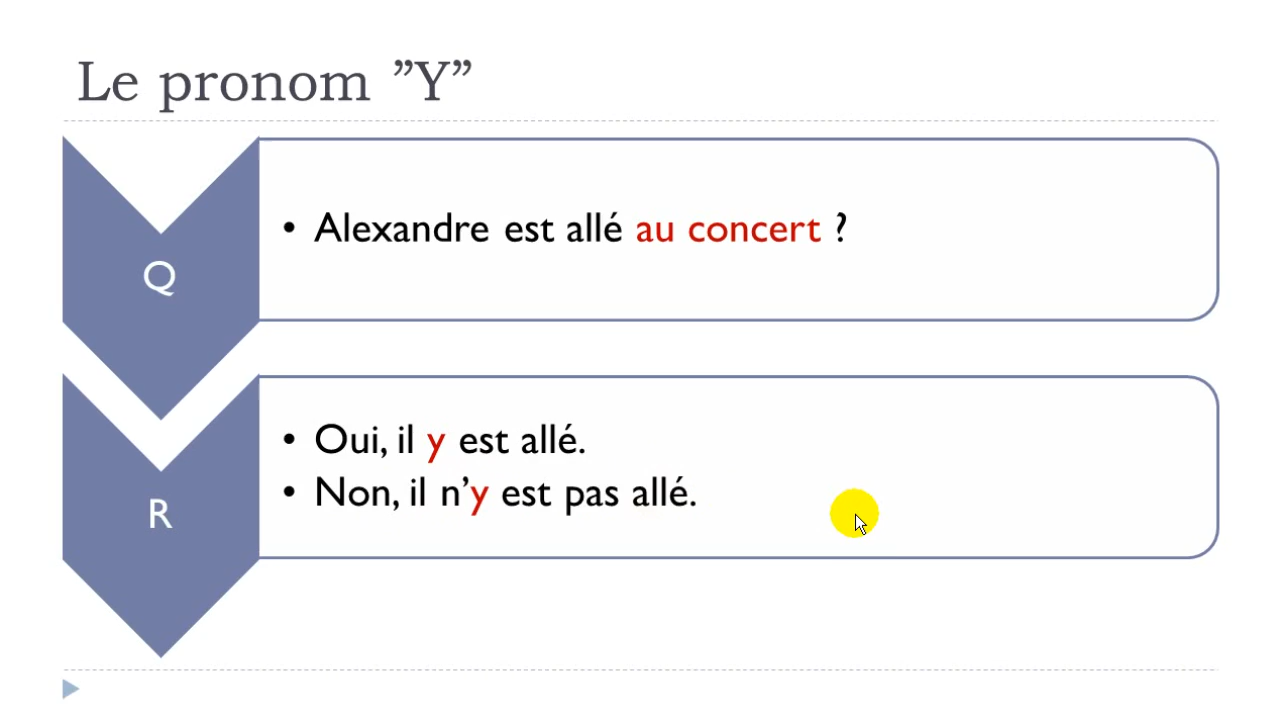 Le pronom ”Y”
Q
• Alexandre est allé au concert ?
R
• Oui, il y est allé.
• Non, il n’y est pas allé.